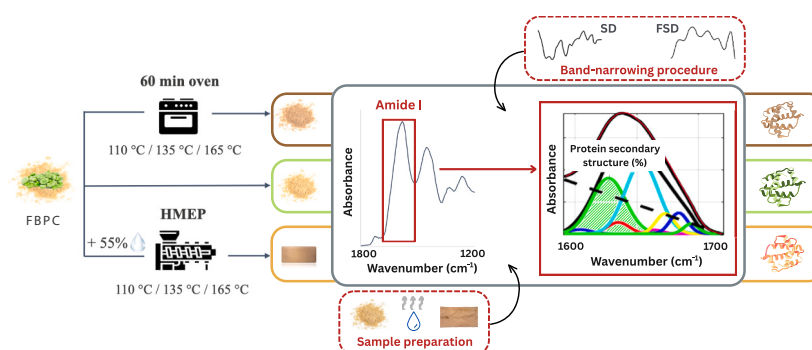 SD
FSD
Band-narrowing procedure
60 min oven
110 °C / 135 °C / 165 °C
FBPC
+ 55%
HMEP
110 °C / 135 °C / 165 °C
Amide I
Absorbance
1800
1200
Wavenumber (cm⁻¹)
Protein secondary
structure (%)
Absorbance
1600
1700
Wavenumber (cm⁻¹)
Sample preparation